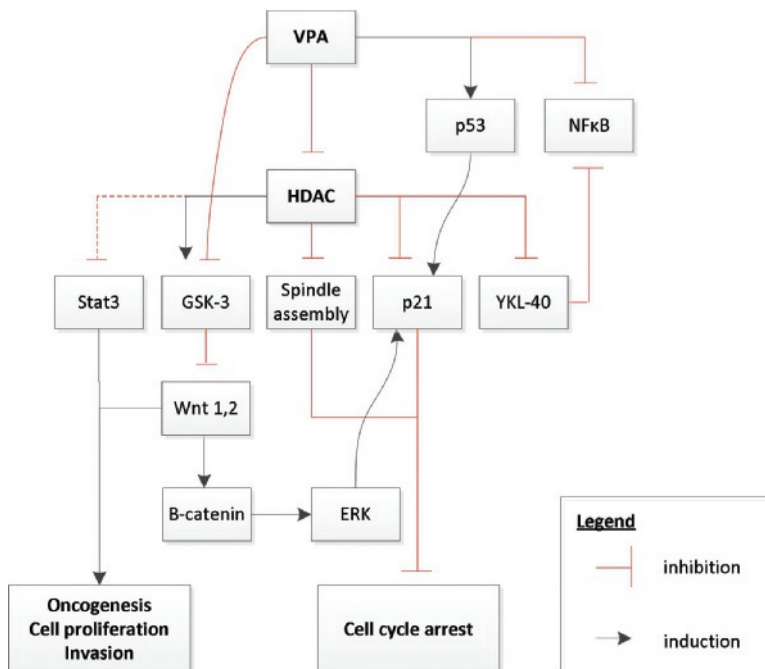 VPA
p53
NFκB
HDAC
Stat3
GSK-3
Spindle
assembly
p21
YKL-40
Wnt 1,2
B-catenin
ERK
Oncogenesis
Cell proliferation
Invasion
Cell cycle arrest
Legend
inhibition
induction